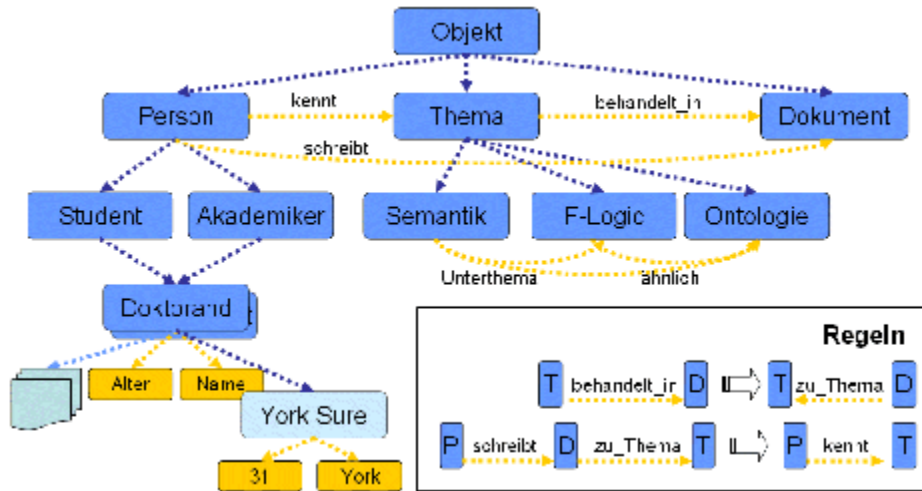 Objekt
kennt
behandelt_in
Person
Thema
Dokument
schreibt
Student
Akademiker
Semantik
F-Logic
Ontologie
Unterthema
ähnlich
Doktorand
Regeln
Alter
Name
T behandelt_in D T zu_Thema D
York Sure
P schreibt D zu_Thema T P kennt T
31
York